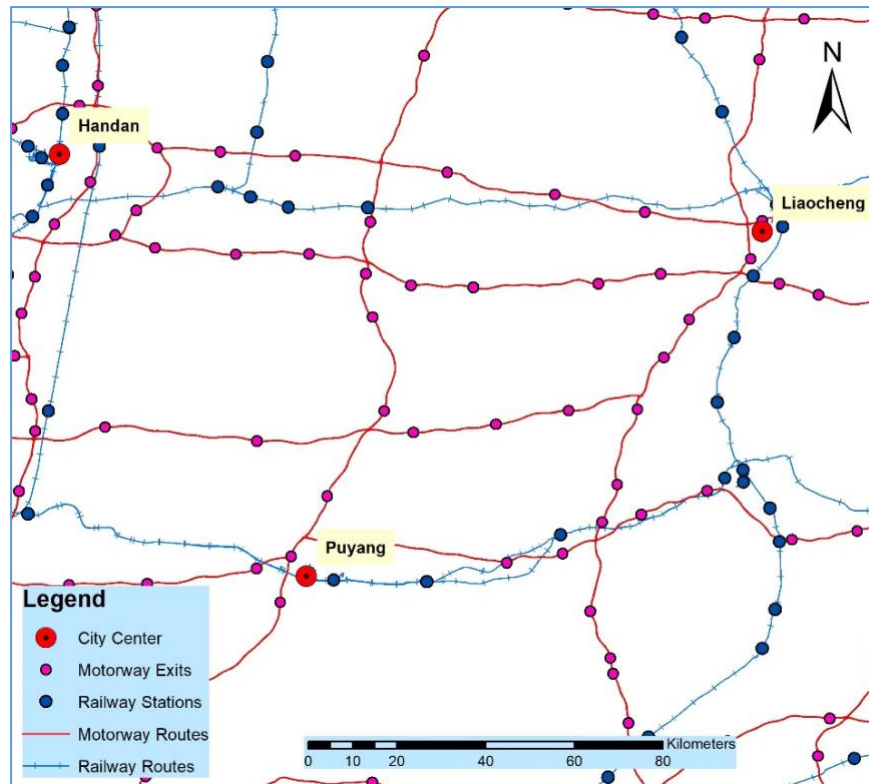 N
Handan
Liaocheng
Puyang
Legend
City Center
Motorway Exits
Railway Stations
Motorway Routes
Railway Routes
Kilometers
0 10 20 40 60 80